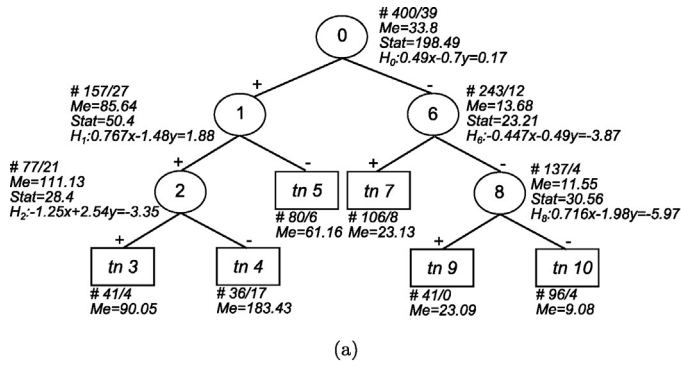 # 400/39
Me=33.8
Stat=198.49
H0:0.49x-0.7y=0.17
0
+
-
# 157/27
Me=85.64
Stat=50.4
H1:0.767x-1.48y=1.88
1
+
-
# 243/12
Me=13.68
Stat=23.21
H6:-0.447x-0.49y=-3.87
6
+
-
# 77/21
Me=111.13
Stat=28.4
H2:-1.25x+2.54y=-3.35
2
+
-
tn 5
# 80/6
Me=61.16
tn 7
# 106/8
Me=23.13
# 137/4
Me=11.55
Stat=30.56
H8:0.716x-1.98y=-5.97
8
+
-
tn 3
# 41/4
Me=90.05
tn 4
# 36/17
Me=183.43
tn 9
# 41/0
Me=23.09
tn 10
# 96/4
Me=9.08
(a)